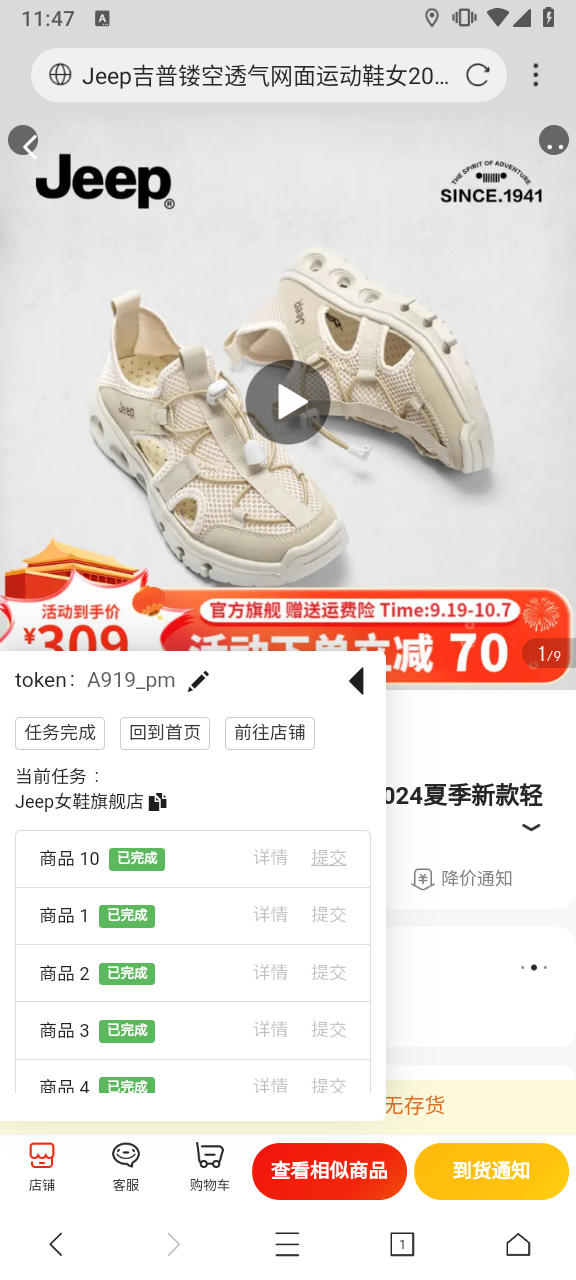 11:47
A
Jeep吉普镂空透气网面运动鞋女20...
Jeep®
THE SPIRIT OF ADVENTURE
SINCE.1941
Jeep
Jeep
活动到手价
官方旗舰 赠送运费险 Time:9.19-10.7
¥309
活动下单立减 70
1/9
token： A919_pm
任务完成 回到首页 前往店铺
当前任务：
Jeep女鞋旗舰店
024夏季新款轻
商品 10 已完成 详情 提交
降价通知
商品 1 已完成 详情 提交
商品 2 已完成 详情 提交
商品 3 已完成 详情 提交
商品 4 已完成 详情 提交
无存货
店铺 客服 购物车 查看相似商品 到货通知
1